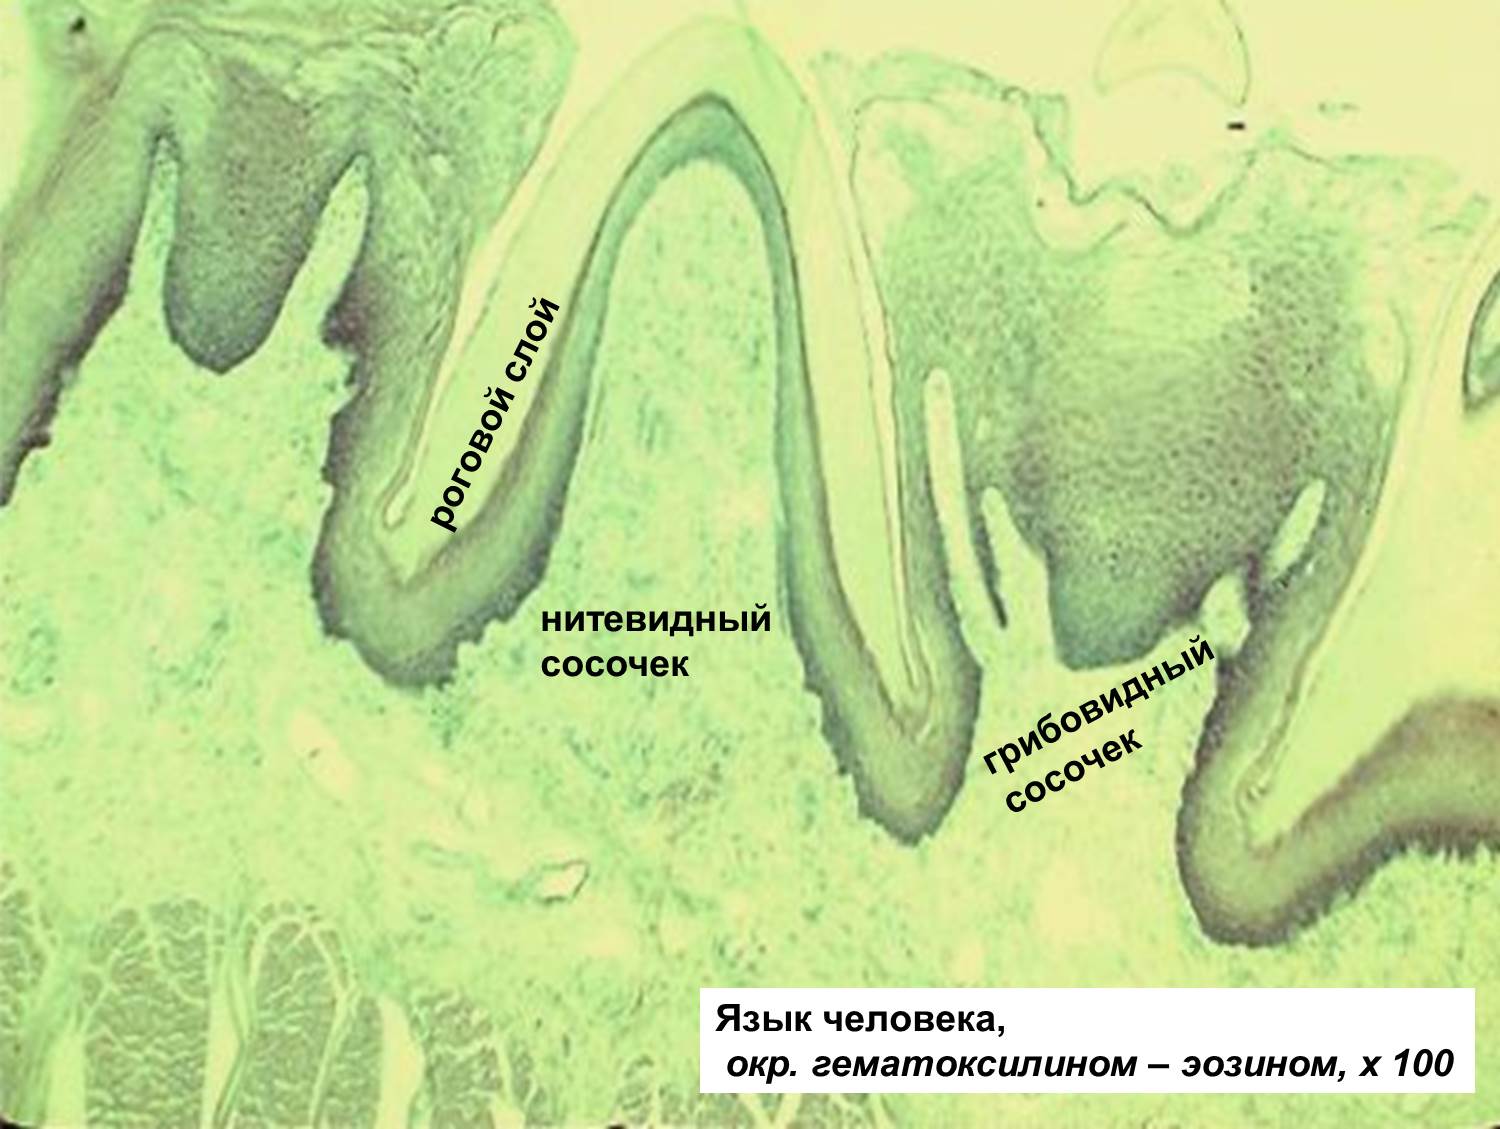 роговой слой
нитевидный
сосочек
грибовидный
сосочек
Язык человека,
окр. гематоксилином – эозином, х 100